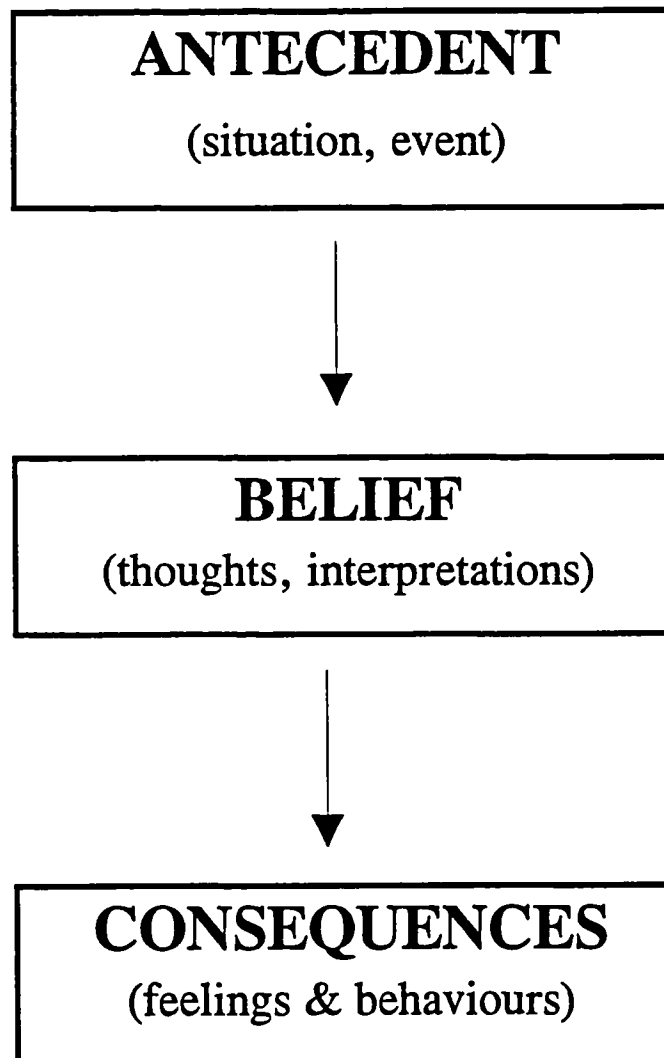 ANTECEDENT
(situation, event)
BELIEF
(thoughts, interpretations)
CONSEQUENCES
(feelings & behaviours)